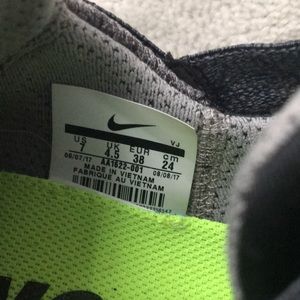 VJ
US UK EUR cm
7 4.5 38 24
06/07/17 AA1622-001 08/08/17
MADE IN VIETNAM
FABRIQUE AU VIETNAM